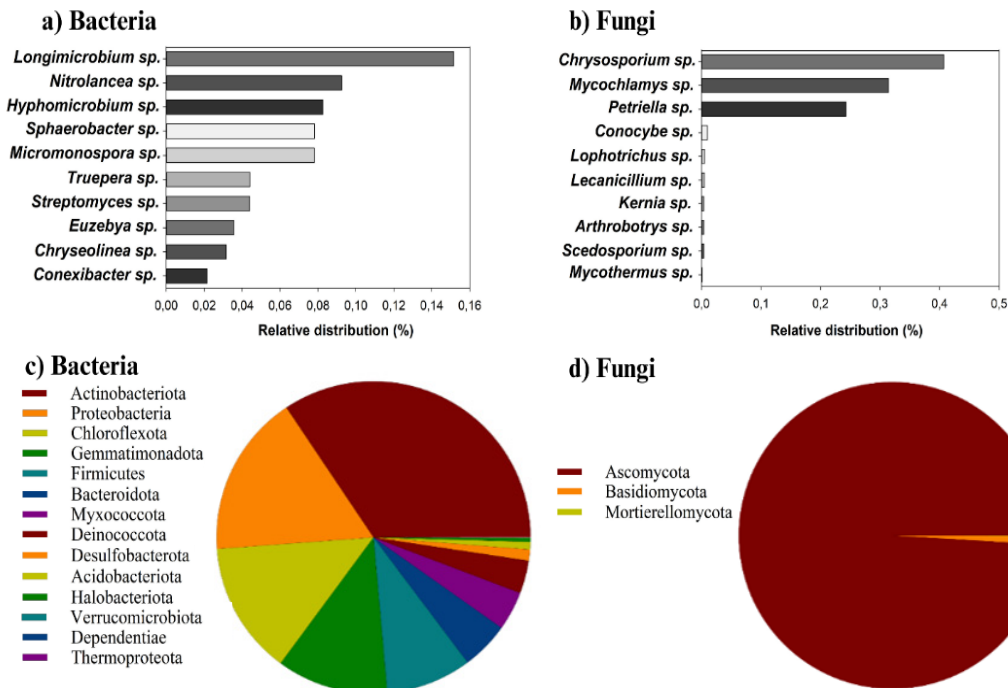 a) Bacteria
Longimicrobium sp.
Nitrolancea sp.
Hyphomicrobium sp.
Sphaerobacter sp.
Micromonospora sp.
Truepera sp.
Streptomyces sp.
Euzebya sp.
Chryseolinea sp.
Conexibacter sp.
0,00 0,02 0,04 0,06 0,08 0,10 0,12 0,14 0,16
Relative distribution (%)
b) Fungi
Chrysosporium sp.
Mycochlamys sp.
Petriella sp.
Conocybe sp.
Lophotrichus sp.
Lecanicillium sp.
Kernia sp.
Arthrobotrys sp.
Scedosporium sp.
Mycothermus sp.
0,0 0,1 0,2 0,3 0,4 0,5
Relative distribution (%)
c) Bacteria
Actinobacteriota
Proteobacteria
Chloroflexota
Gemmatimonadota
Firmicutes
Bacteroidota
Myxococcota
Deinococcota
Desulfobacterota
Acidobacteriota
Halobacteriota
Verrucomicrobiota
Dependentiae
Thermoproteota
d) Fungi
Ascomycota
Basidiomycota
Mortierellomycota